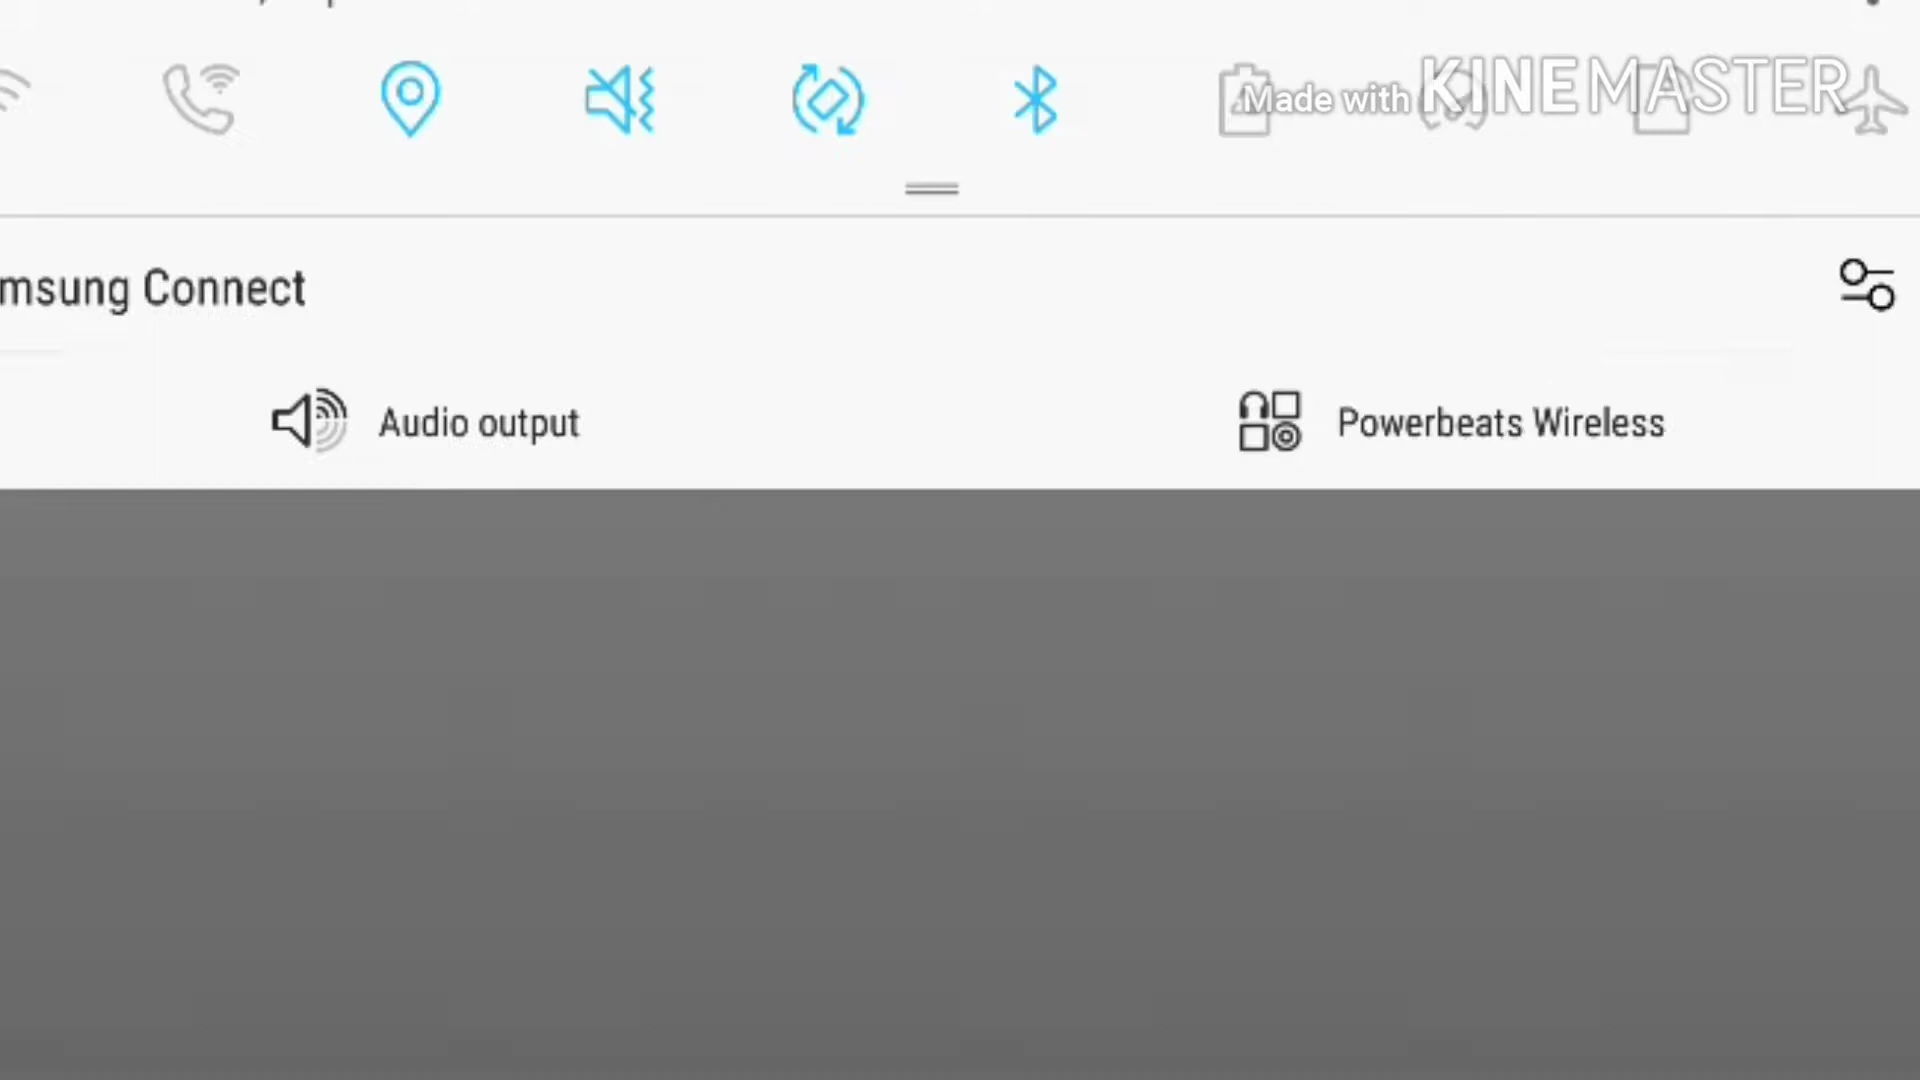 Made with KINEMASTER
msung Connect
Audio output
Powerbeats Wireless